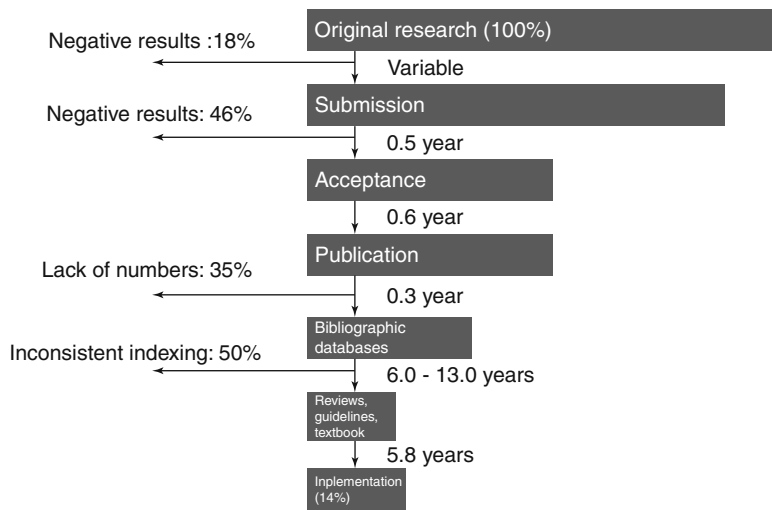 Original research (100%)
Negative results :18%
Variable
Submission
Negative results: 46%
0.5 year
Acceptance
0.6 year
Publication
Lack of numbers: 35%
0.3 year
Bibliographic
databases
Inconsistent indexing: 50%
6.0 - 13.0 years
Reviews,
guidelines,
textbook
5.8 years
Inplementation
(14%)